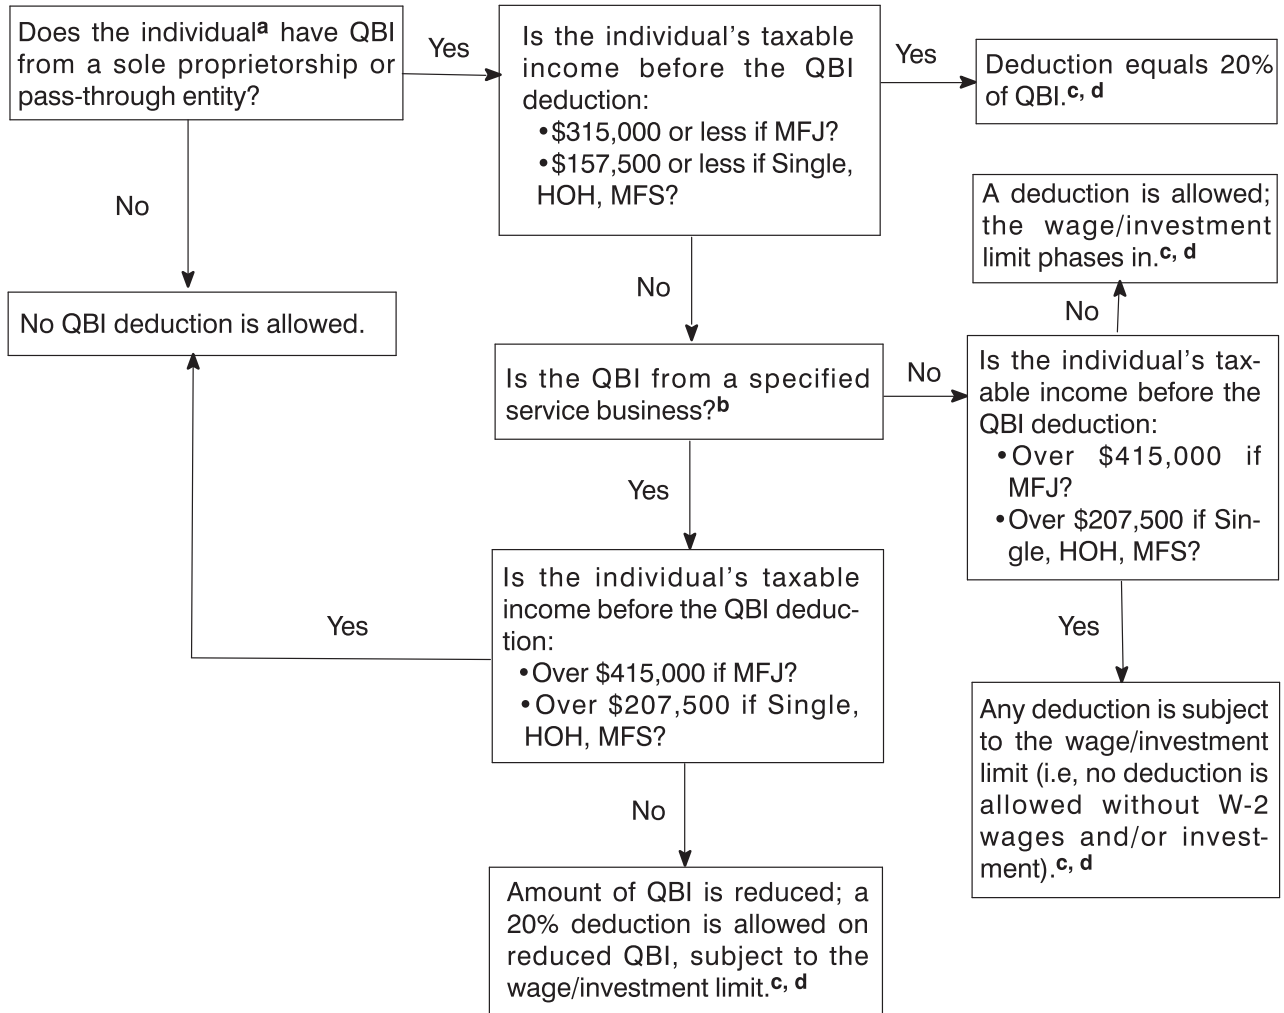 Does the individuala have QBI
from a sole proprietorship or
pass-through entity?
Yes
Is the individual's taxable
income before the QBI
deduction:
•$315,000 or less if MFJ?
•$157,500 or less if Single,
HOH, MFS?
Yes
Deduction equals 20%
of QBI.c, d
No
No QBI deduction is allowed.
No
Is the QBI from a specified
service business?b
No
A deduction is allowed;
the wage/investment
limit phases in.c, d
No
Is the individual's tax-
able income before the
QBI deduction:
•Over $415,000 if
MFJ?
•Over $207,500 if Sin-
gle, HOH, MFS?
Yes
Any deduction is subject
to the wage/investment
limit (i.e, no deduction is
allowed without W-2
wages and/or invest-
ment).c, d
Yes
Is the individual's taxable
income before the QBI deduc-
tion:
•Over $415,000 if MFJ?
•Over $207,500 if Single,
HOH, MFS?
Yes
No
Amount of QBI is reduced; a
20% deduction is allowed on
reduced QBI, subject to the
wage/investment limit.c, d